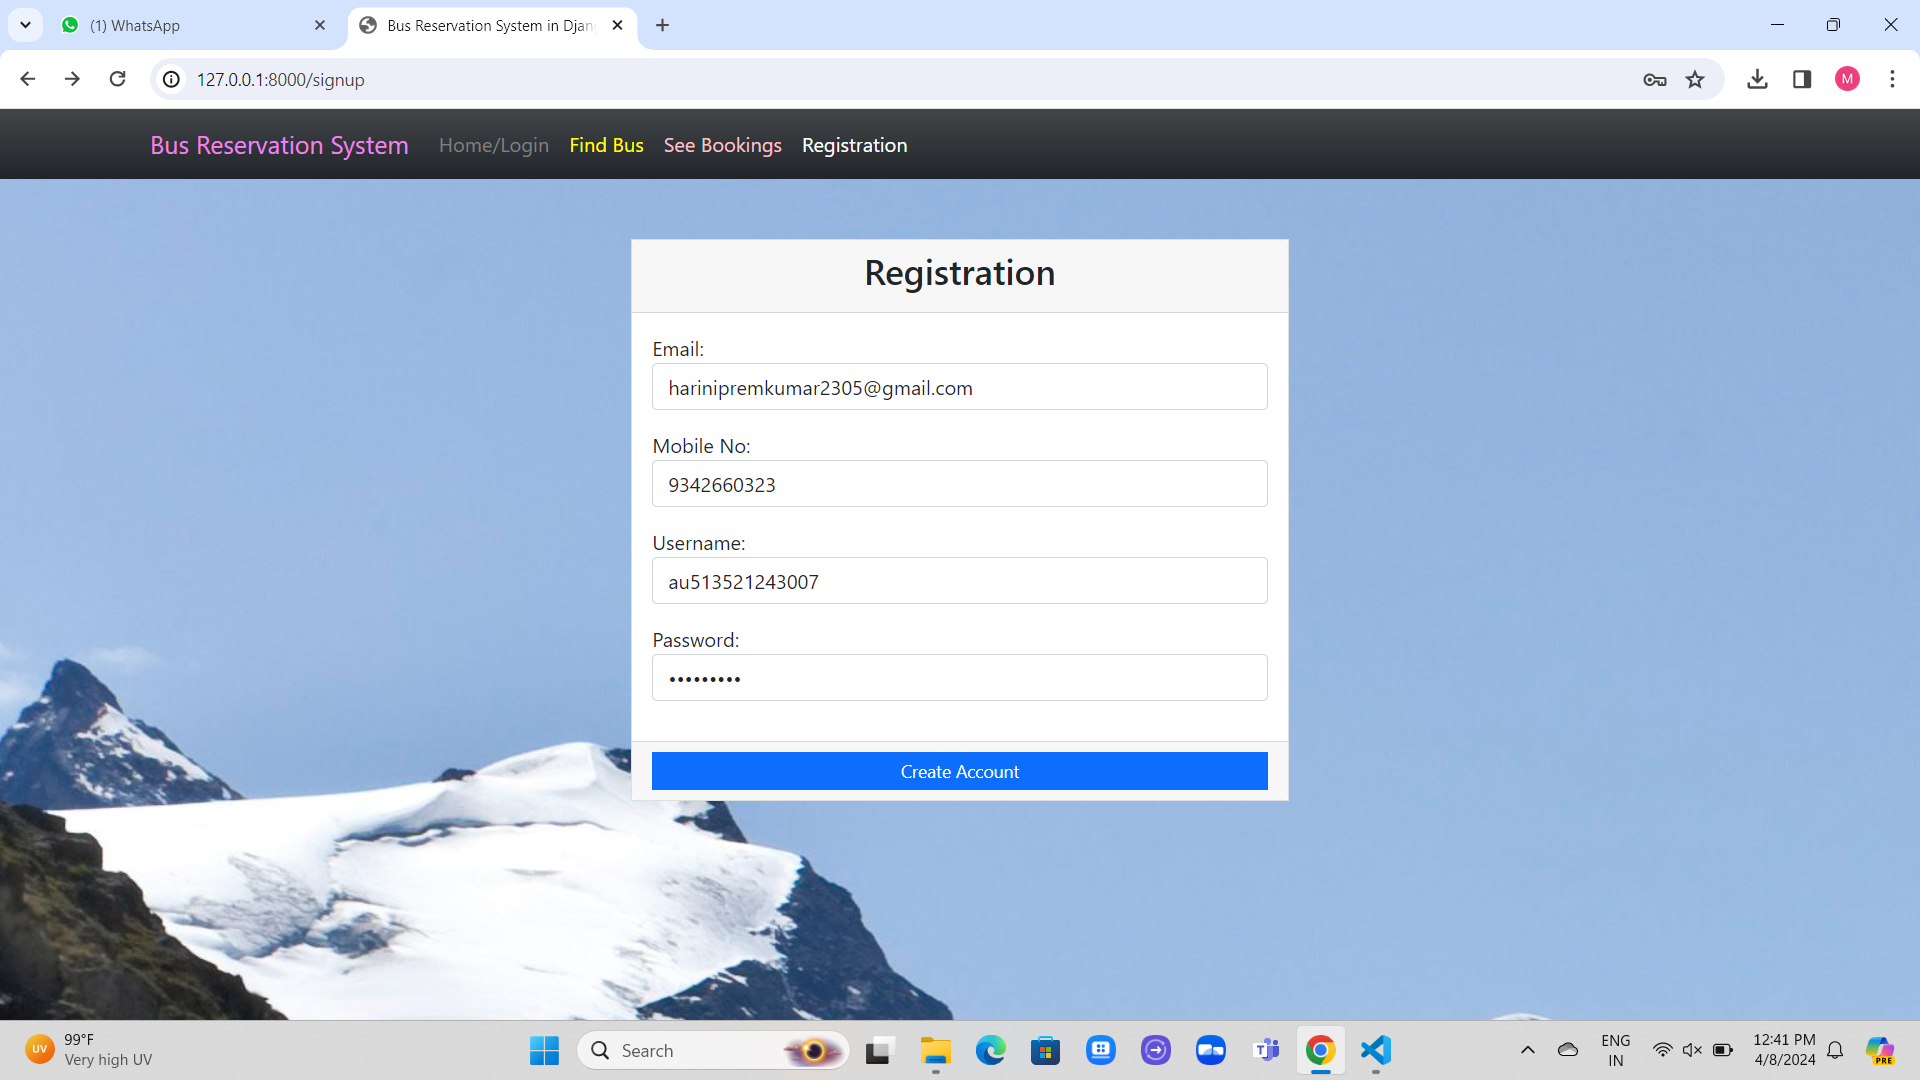 (1) WhatsApp
Bus Reservation System in Djan
127.0.0.1:8000/signup
M
Bus Reservation System Home/Login Find Bus See Bookings Registration
Registration
Email:
harinipremkumar2305@gmail.com
Mobile No:
9342660323
Username:
au513521243007
Password:
•••••••••
Create Account
UV
99°F
Very high UV
Search
T
ENG
IN
12:41 PM
4/8/2024
PRE